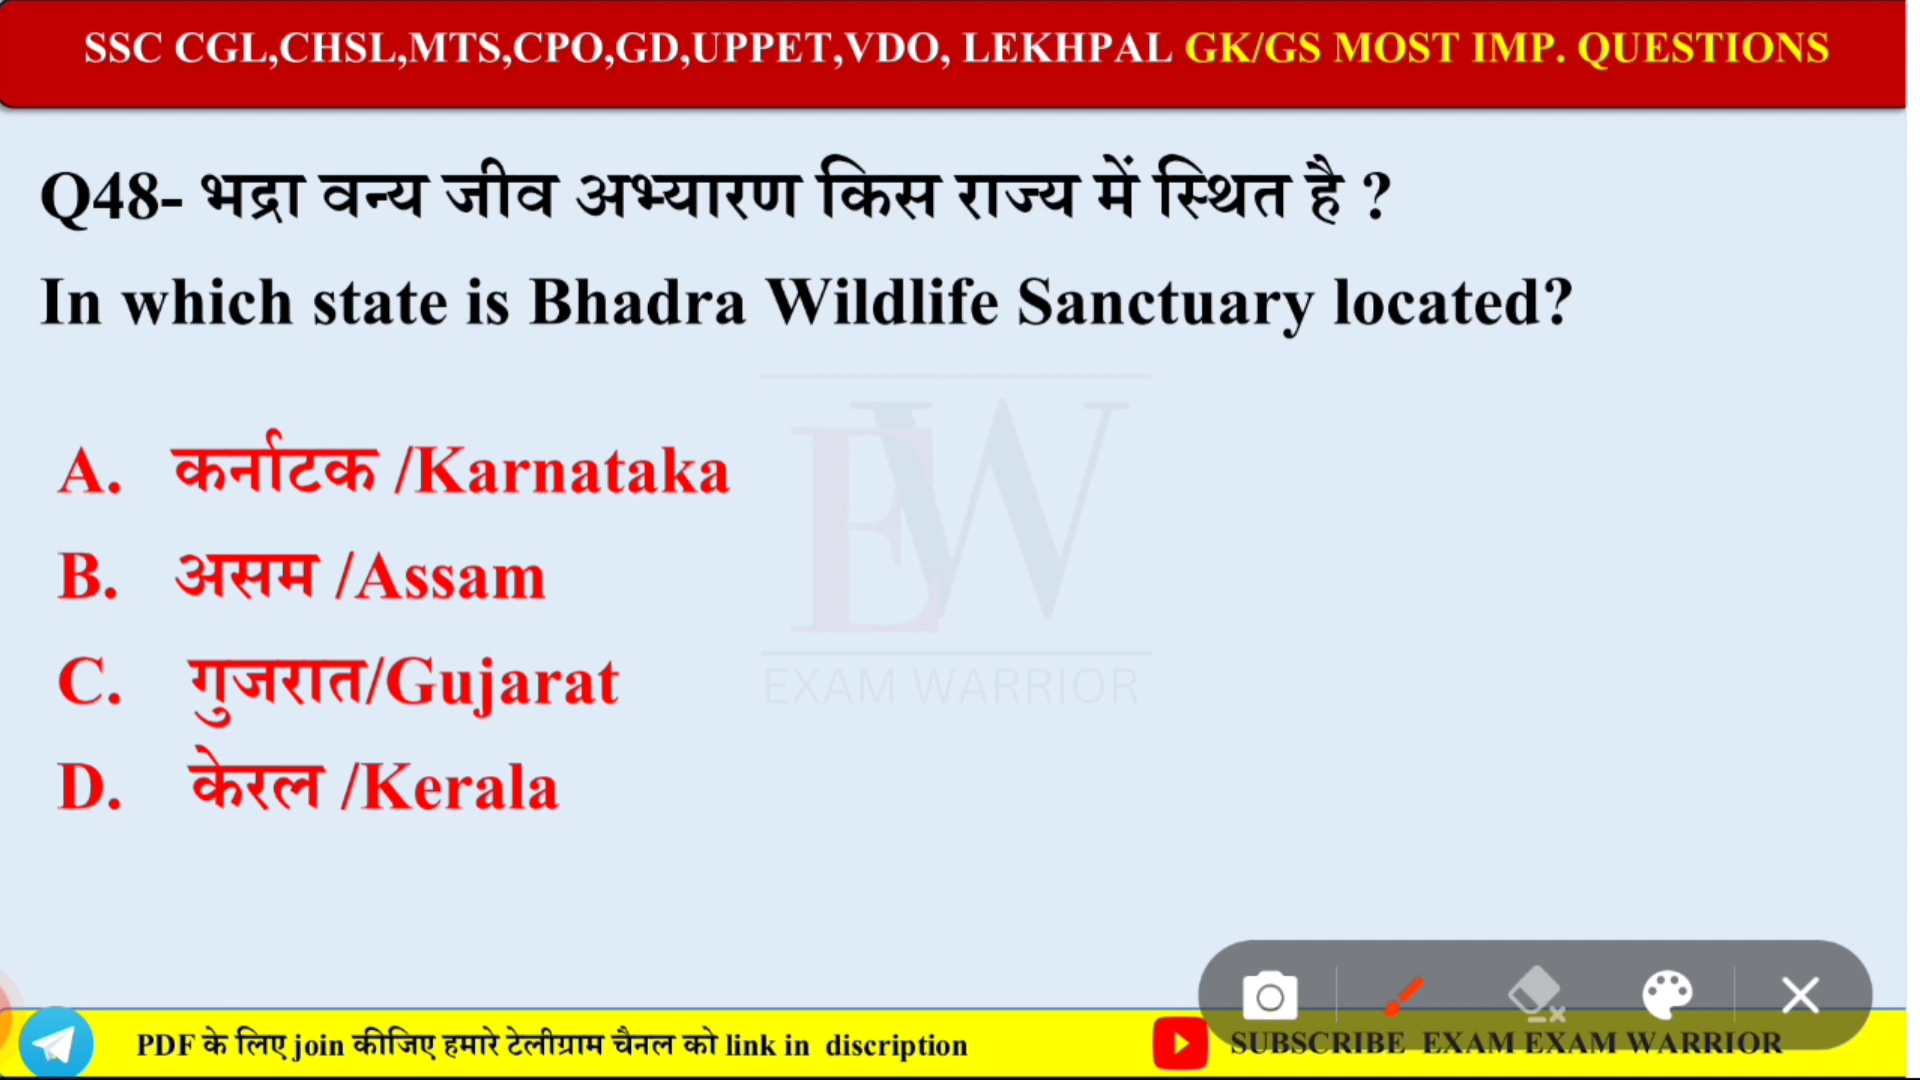 SSC CGL,CHSL,MTS,CPO,GD,UPPET,VDO, LEKHPAL GK/GS MOST IMP. QUESTIONS
Q48- भद्रा वन्य जीव अभ्यारण किस राज्य में स्थित है ?
In which state is Bhadra Wildlife Sanctuary located?
A. कर्नाटक /Karnataka
B. असम /Assam
C. गुजरात/Gujarat
D. केरल /Kerala
EW
EXAM WARRIOR
PDF के लिए join कीजिए हमारे टेलीग्राम चैनल को link in discription
SUBSCRIBE EXAM EXAM WARRIOR